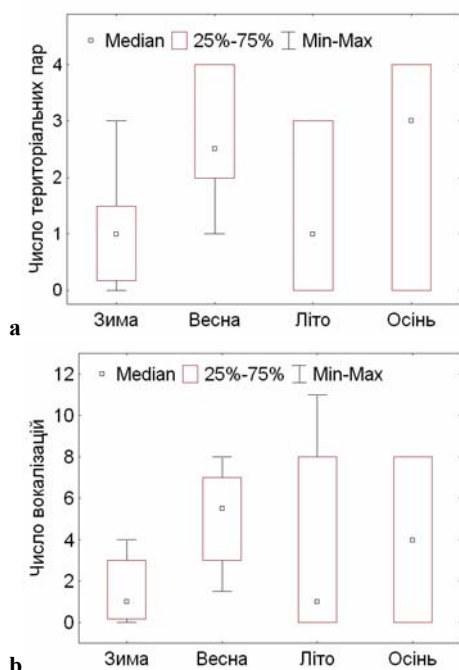 Median 25%-75% Min-Max
Число територіальних пар
4
3
2
1
0
Зима Весна Літо Осінь
a
Median 25%-75% Min-Max
Число вокалізацій
12
10
8
6
4
2
0
Зима Весна Літо Осінь
b